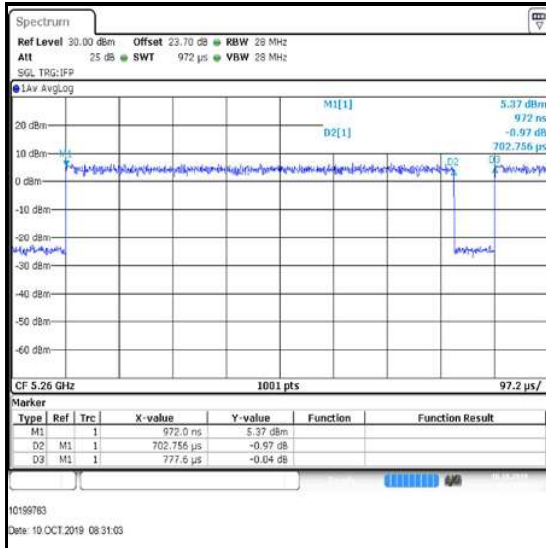 Spectrum
Ref Level 30.00 dBm Offset 23.70 dB RBW 28 MHz
Att 25 dB SWT 972 µs VBW 28 MHz
SGL TRG:IFP
1Av AvgLog
M1[1] 5.37 dBm
972 ns
D2[1] -0.97 dB
702.756 µs
20 dBm
10 dBm
M1
D2
D3
0 dBm
-10 dBm
-20 dBm
-30 dBm
-40 dBm
-50 dBm
-60 dBm
CF 5.26 GHz 1001 pts 97.2 µs/
Marker
Type Ref Trc X-value Y-value Function Function Result
M1 1 972.0 ns 5.37 dBm
D2 M1 1 702.756 µs -0.97 dB
D3 M1 1 777.6 µs -0.04 dB
10199763
Date: 10.OCT.2019 08:31:03